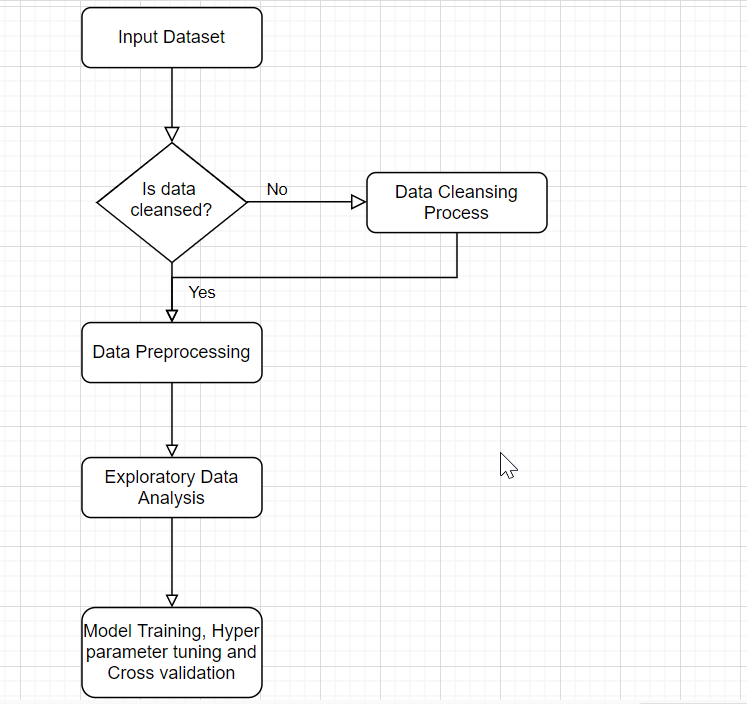 Input Dataset
Is data
cleansed?
No
Data Cleansing
Process
Yes
Data Preprocessing
Exploratory Data
Analysis
Model Training, Hyper
parameter tuning and
Cross validation